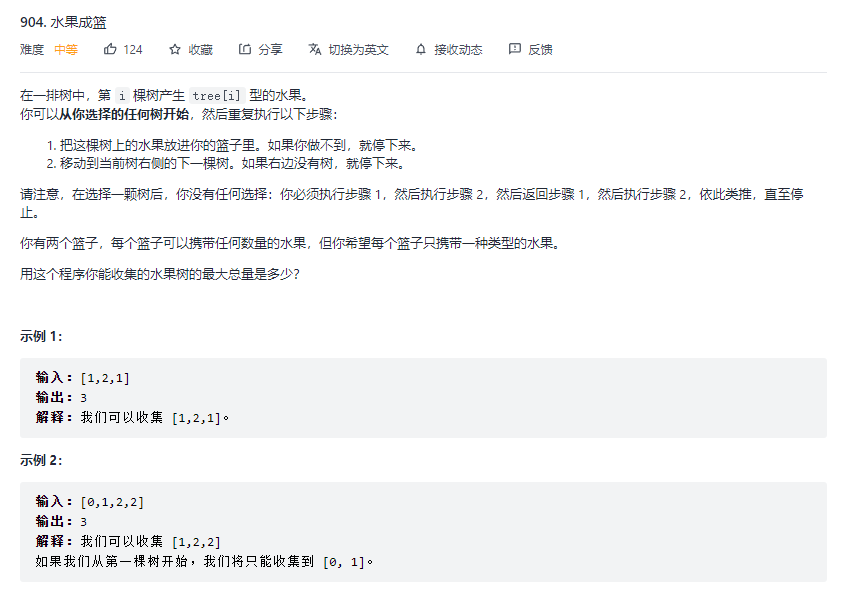 904. 水果成篮
难度 中等 124 收藏 分享 切换为英文 接收动态 反馈
在一排树中，第 i 棵树产生 tree[i] 型的水果。
你可以从你选择的任何树开始，然后重复执行以下步骤：
1. 把这棵树上的水果放进你的篮子里。如果你做不到，就停下来。
2. 移动到当前树右侧的下一棵树。如果右边没有树，就停下来。
请注意，在选择一颗树后，你没有任何选择：你必须执行步骤 1，然后执行步骤 2，然后返回步骤 1，然后执行步骤 2，依此类推，直至停
止。
你有两个篮子，每个篮子可以携带任何数量的水果，但你希望每个篮子只携带一种类型的水果。
用这个程序你能收集的水果树的最大总量是多少？
示例 1：
输入：[1,2,1]
输出：3
解释：我们可以收集 [1,2,1]。
示例 2：
输入：[0,1,2,2]
输出：3
解释：我们可以收集 [1,2,2]
如果我们从第一棵树开始，我们将只能收集到 [0, 1]。